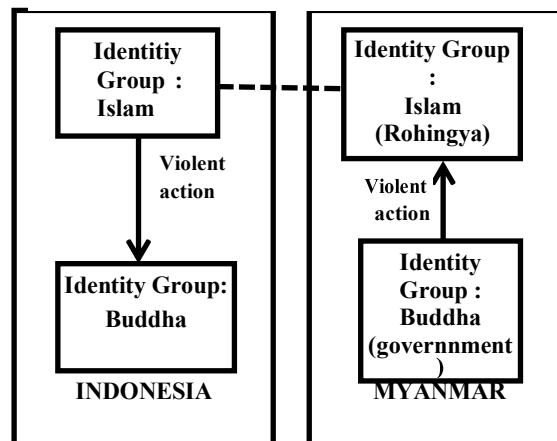 Identitiy
Group :
Islam
Violent
action
Identity Group:
Buddha
INDONESIA
Identity Group
:
Islam
(Rohingya)
Violent
action
Identity
Group :
Buddha
(governnment
)
MYANMAR